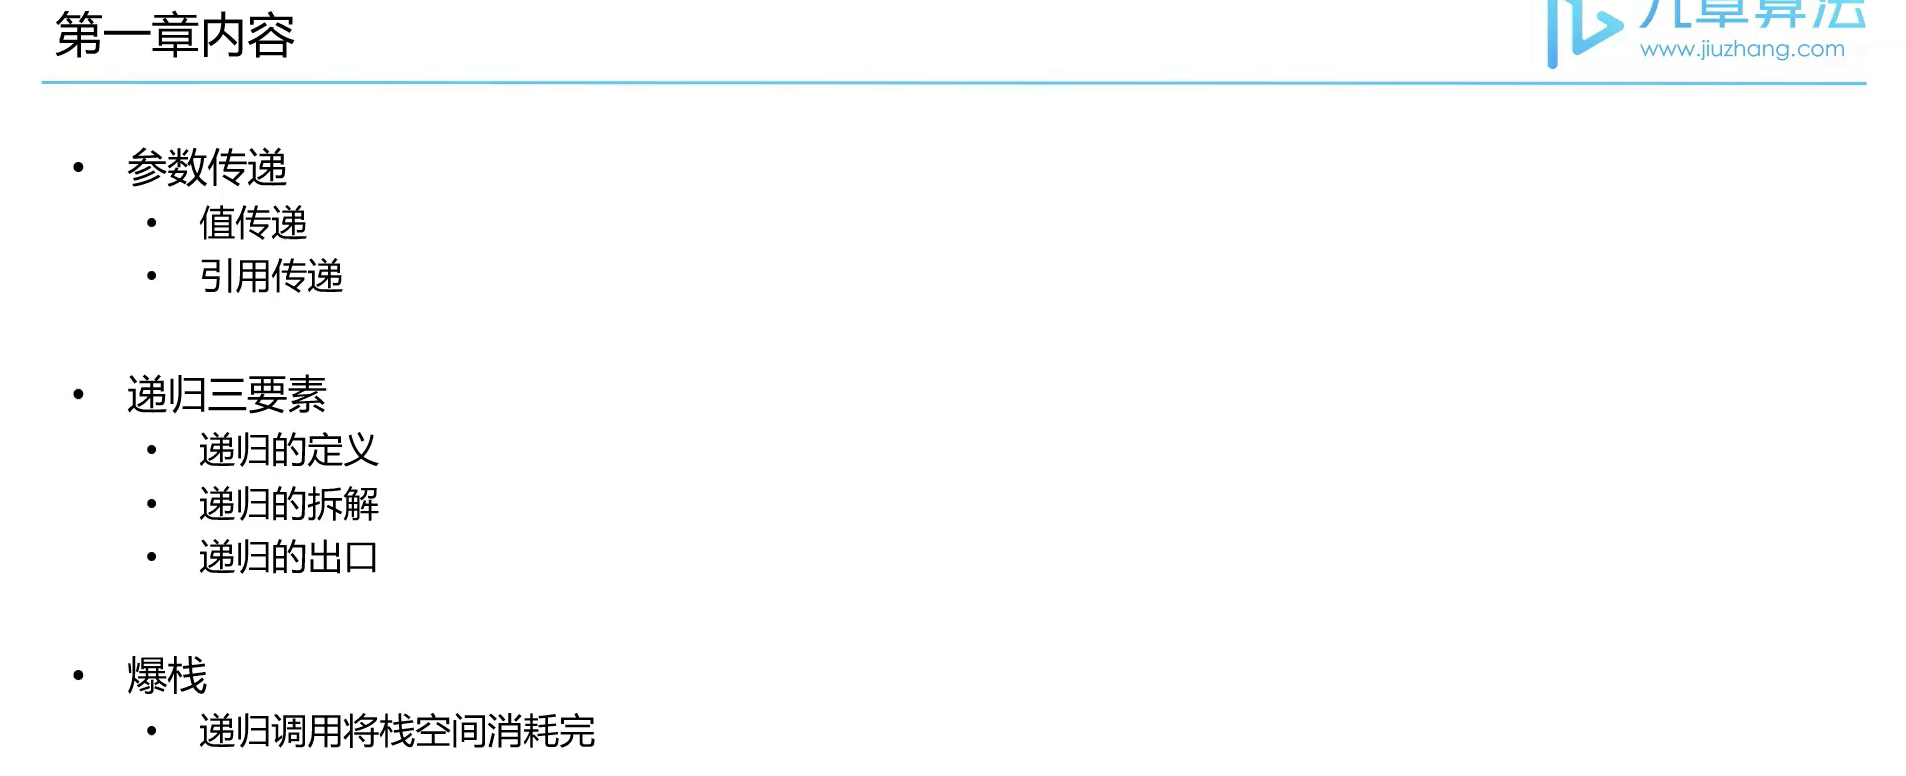 第一章内容
九章算法
www.jiuzhang.com
• 参数传递
• 值传递
• 引用传递
• 递归三要素
• 递归的定义
• 递归的拆解
• 递归的出口
• 爆栈
• 递归调用将栈空间消耗完